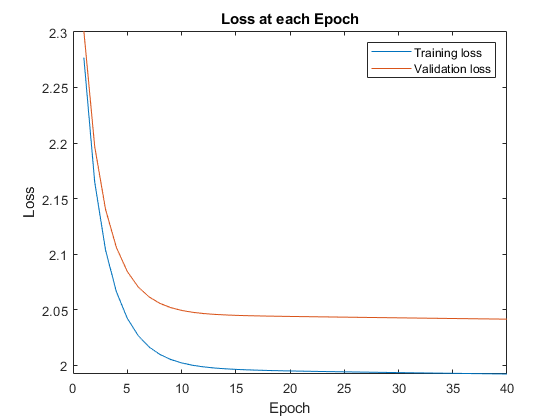 Loss at each Epoch
Training loss
Validation loss
2.3
2.25
2.2
2.15
2.1
2.05
2
Loss
0 5 10 15 20 25 30 35 40
Epoch